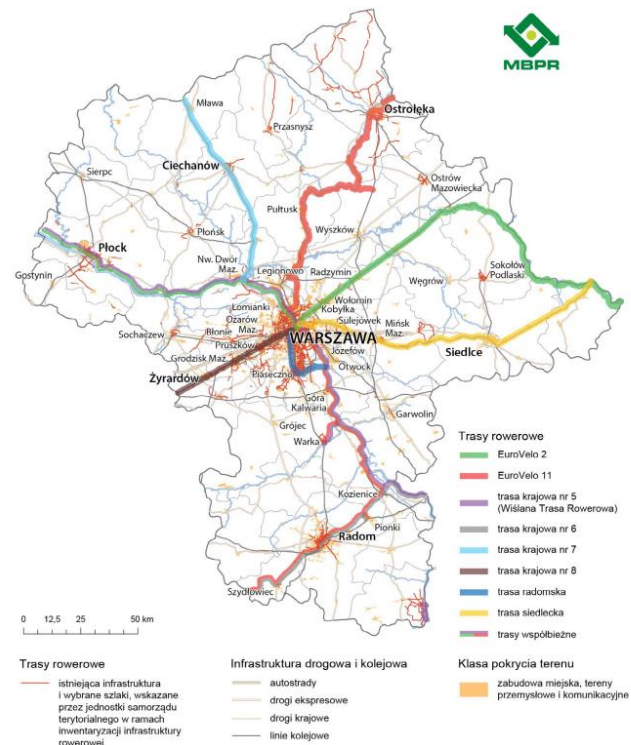 MBPR
Mława
Ostrołęka
Przasnysz
Ciechanów
Sierpc
Ostrów
Mazowiecka
Pułtusk
Płońsk
Wyszków
Płock
Nw. Dwór
Maz.
Legionowo
Radzymin
Węgrów
Sokołów
Podlaski
Gostynin
Łomianki
Wołomin
Kobyłka
Ożarów
Maz.
Sulejówek
Mińsk
Maz.
Sochaczew
Błonie
WARSZAWA
Pruszków
Józefów
Siedlce
Grodzisk Maz.
Żyrardów
Piaseczno
Otwock
Góra
Kalwaria
Garwolin
Grójec
Warka
Kozienice
Pionki
Radom
Szydłowiec
Trasy rowerowe
EuroVelo 2
EuroVelo 11
trasa krajowa nr 5
(Wiślana Trasa Rowerowa)
trasa krajowa nr 6
trasa krajowa nr 7
trasa krajowa nr 8
trasa radomska
trasa siedlecka
trasy współbieżne
0 12,5 25 50 km
Trasy rowerowe
istniejąca infrastruktura
i wybrane szlaki, wskazane
przez jednostki samorządu
terytorialnego w ramach
inwentaryzacji infrastruktury
rowerowej
Infrastruktura drogowa i kolejowa
autostrady
drogi ekspresowe
drogi krajowe
linie kolejowe
Klasa pokrycia terenu
zabudowa miejska, tereny
przemysłowe i komunikacyjne